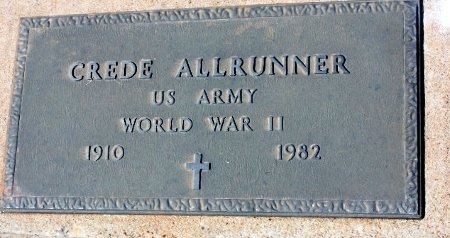 CREDE ALLRUNNER
US ARMY
WORLD WAR II
1910 1982